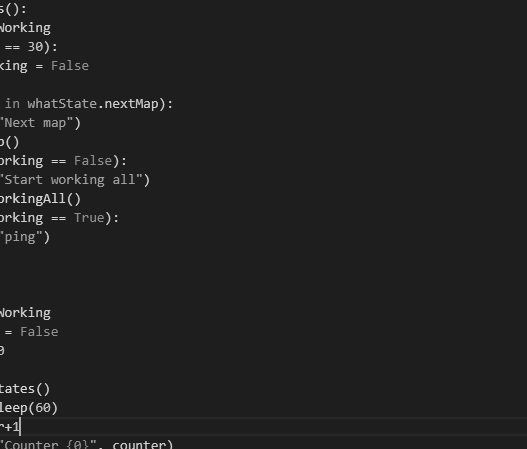 s():
Working
 == 30):
king = False
in whatState.nextMap):
"Next map")
p()
orking == False):
"Start working all")
orkingAll()
orking == True):
"ping")
Working
= False
0
tates()
leep(60)
r+1
"Counter {0}", counter)